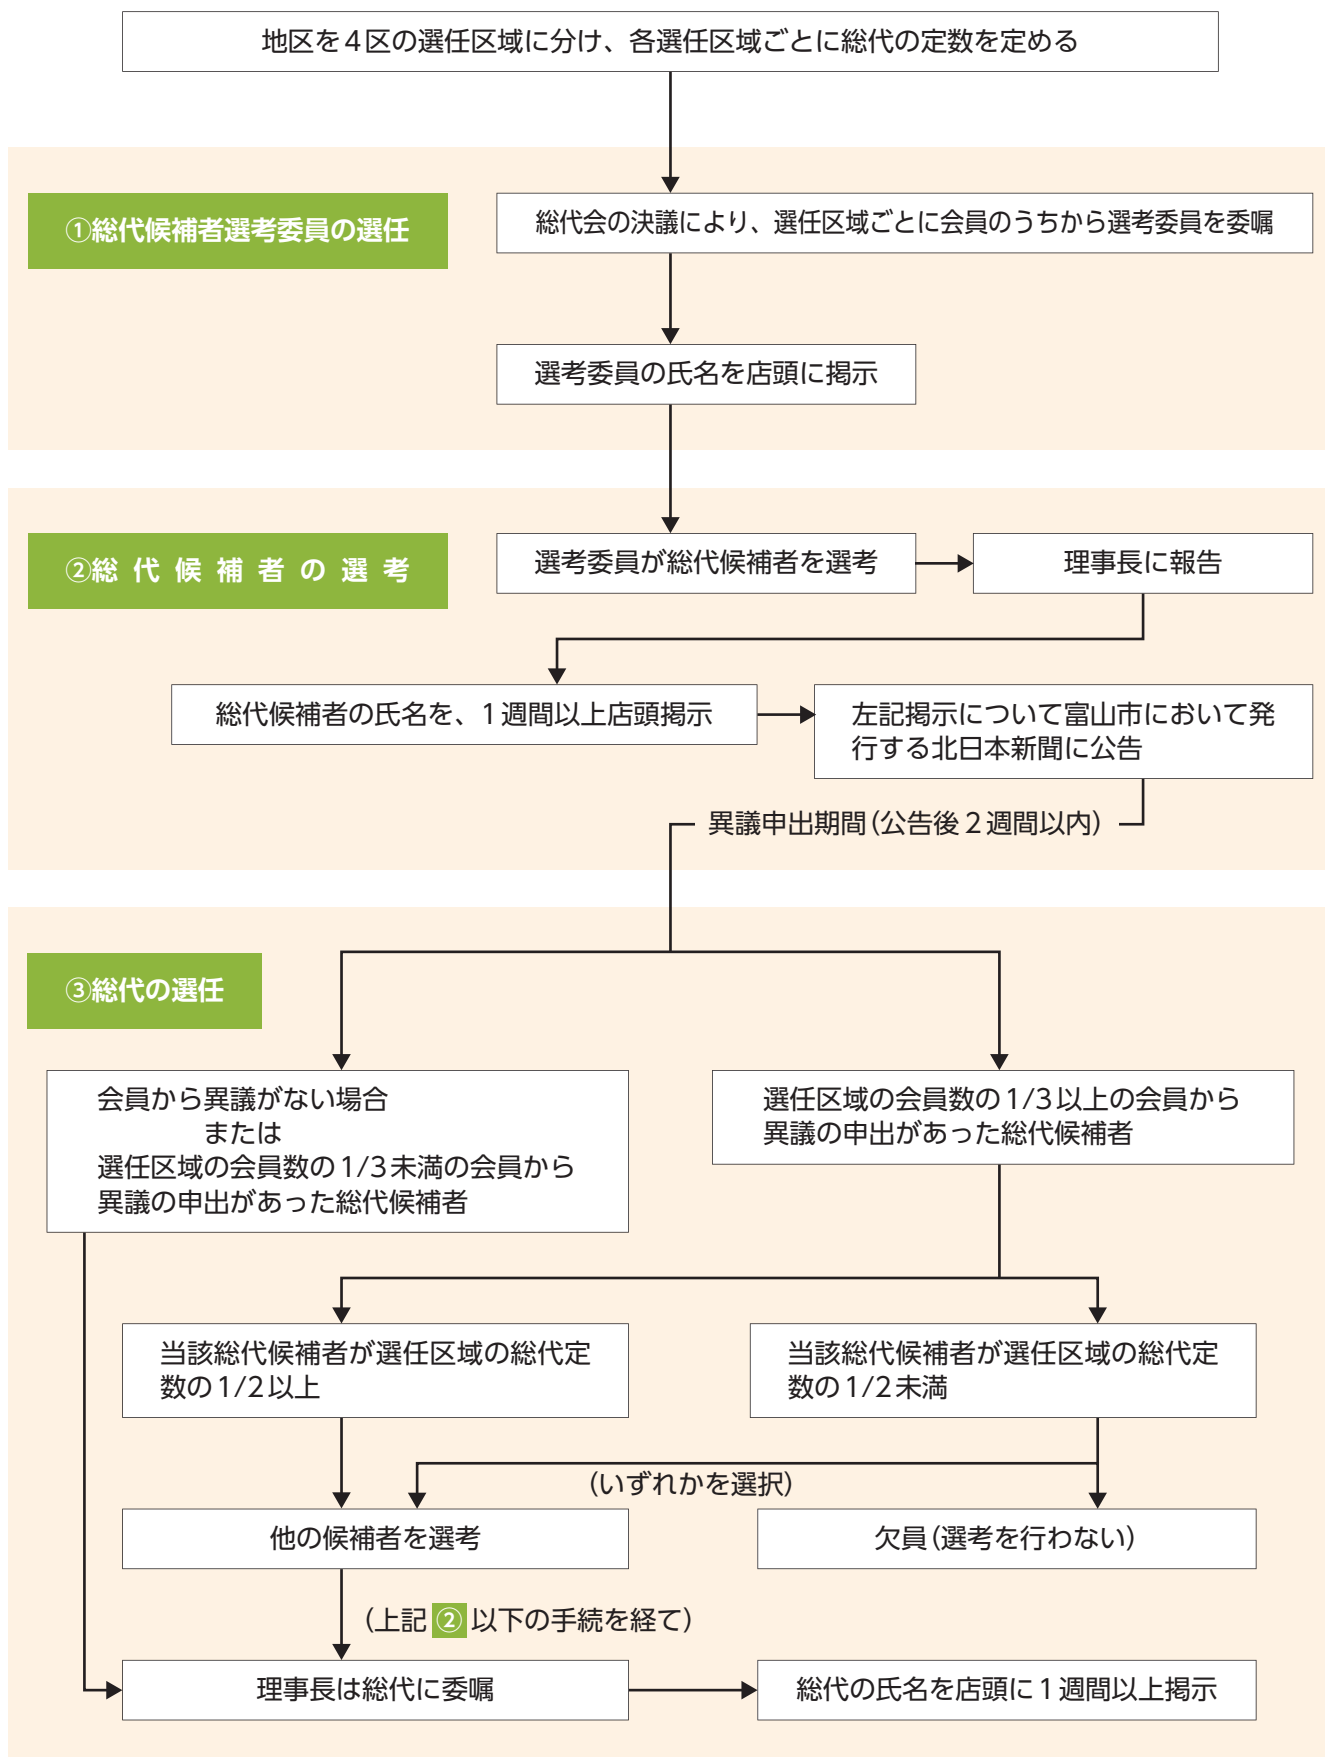 地区を4区の選任区域に分け、各選任区域ごとに総代の定数を定める
①総代候補者選考委員の選任
総代会の決議により、選任区域ごとに会員のうちから選考委員を委嘱
選考委員の氏名を店頭に掲示
②総代候補者の選考
選考委員が総代候補者を選考
理事長に報告
総代候補者の氏名を、1週間以上店頭掲示
左記掲示について富山市において発
行する北日本新聞に公告
異議申出期間(公告後2週間以内)
③総代の選任
会員から異議がない場合
または
選任区域の会員数の1/3未満の会員から
異議の申出があった総代候補者
選任区域の会員数の1/3以上の会員から
異議の申出があった総代候補者
当該総代候補者が選任区域の総代定
数の1/2以上
当該総代候補者が選任区域の総代定
数の1/2未満
(いずれかを選択)
他の候補者を選考
欠員(選考を行わない)
(上記②以下の手続を経て)
理事長は総代に委嘱
総代の氏名を店頭に1週間以上掲示